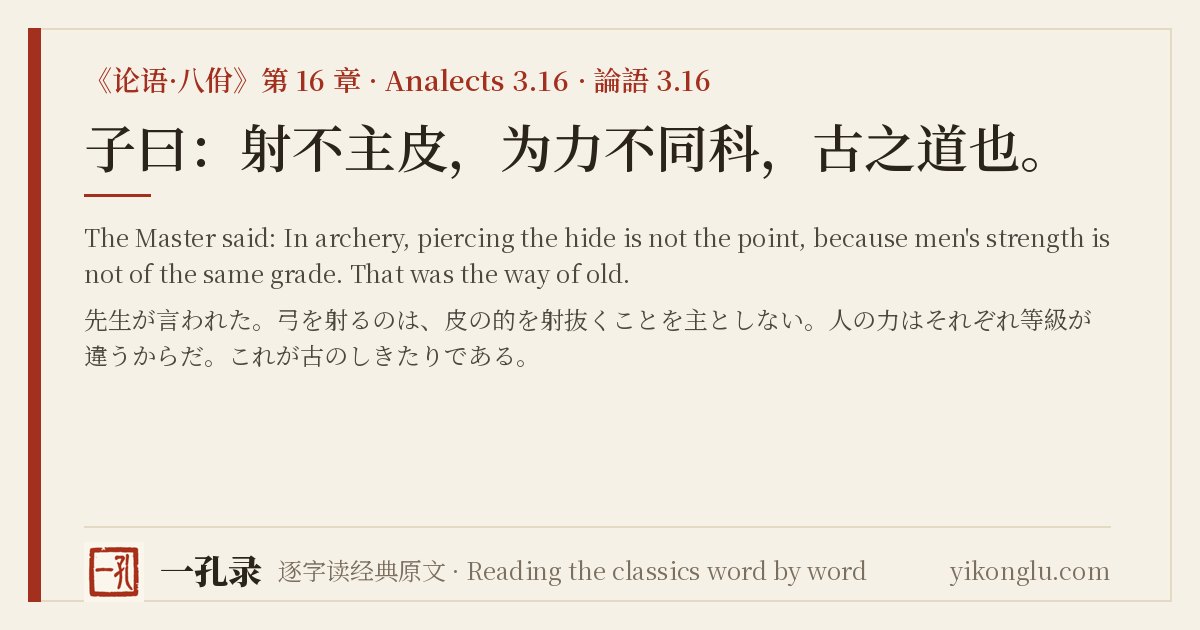 《论语·八佾》第 16 章 · Analects 3.16 · 論語 3.16
子曰：射不主皮，为力不同科，古之道也。
The Master said: In archery, piercing the hide is not the point, because men's strength is
not of the same grade. That was the way of old.
先生が言われた。弓を射るのは、皮の的を射抜くことを主としない。人の力はそれぞれ等級が
違うからだ。これが古のしきたりである。
一孔 一孔录 逐字读经典原文 · Reading the classics word by word yikonglu.com